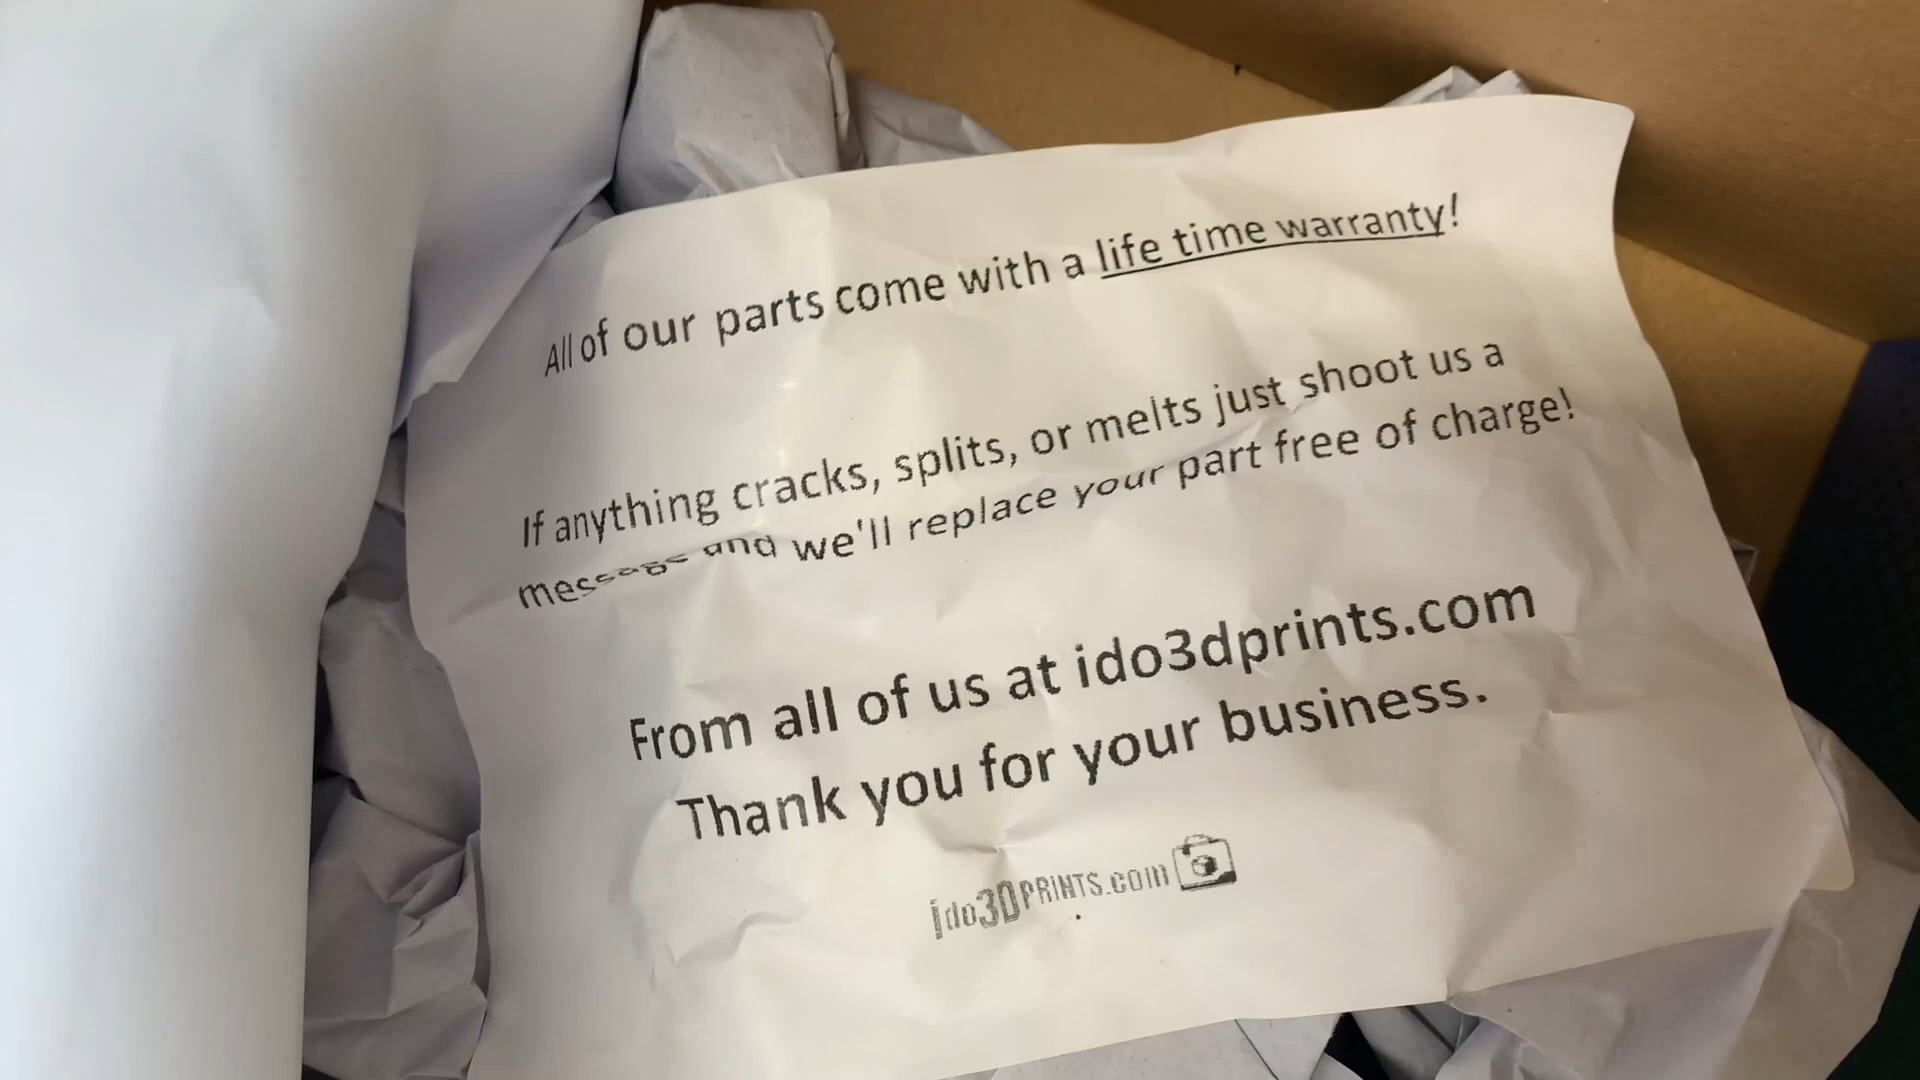 All of our parts come with a life time warranty!
If anything cracks, splits, or melts just shoot us a
message and we'll replace your part free of charge!
From all of us at ido3dprints.com
Thank you for your business.
ido3DPRINTS.com